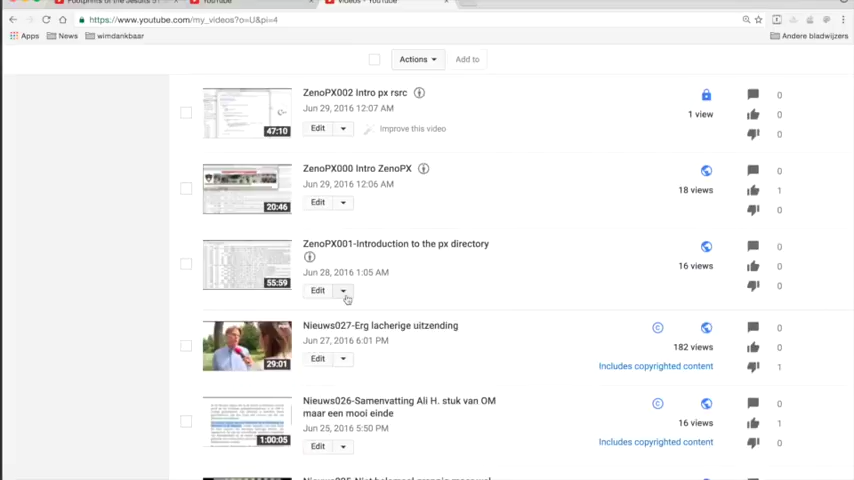 Footprints of the Jesuits
YouTube
Videos - YouTube
https://www.youtube.com/my_videos?o=U&pi=4
Apps
News
wimdankbaar
Andere bladwijzers
Actions
Add to
ZenoPX002 Intro px rsrc
Jun 29, 2016 12:07 AM
47:10
Edit
Improve this video
1 view
0
0
0
ZenoPX000 Intro ZenoPX
Jun 29, 2016 12:06 AM
20:46
Edit
18 views
0
1
0
ZenoPX001-Introduction to the px directory
Jun 28, 2016 1:05 AM
55:59
Edit
16 views
0
0
0
Nieuws027-Erg lacherige uitzending
Jun 27, 2016 6:01 PM
29:01
Edit
182 views
Includes copyrighted content
0
0
1
Nieuws026-Samenvatting Ali H. stuk van OM
maar een mooi einde
Jun 25, 2016 5:50 PM
1:00:05
Edit
16 views
Includes copyrighted content
0
1
0